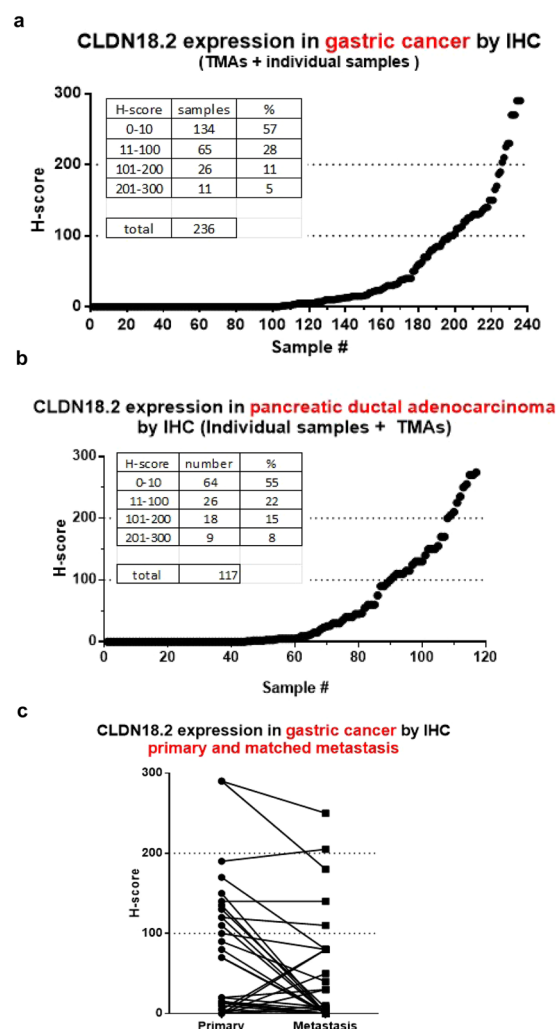 a
CLDN18.2 expression in gastric cancer by IHC
(TMAs + individual samples )
H-score samples %
0-10 134 57
11-100 65 28
101-200 26 11
201-300 11 5
total 236
300
200
100
0
H-score
0 20 40 60 80 100 120 140 160 180 200 220 240
Sample #
b
CLDN18.2 expression in pancreatic ductal adenocarcinoma
by IHC (Individual samples + TMAs)
H-score number %
0-10 64 55
11-100 26 22
101-200 18 15
201-300 9 8
total 117
300
200
100
0
H-score
0 20 40 60 80 100 120
Sample #
c
CLDN18.2 expression in gastric cancer by IHC
primary and matched metastasis
300
200
100
0
H-score
Primary Metastasis